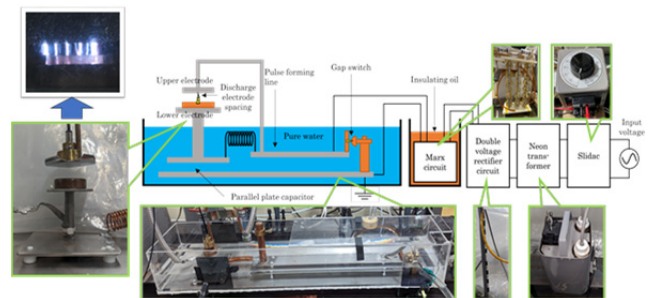 Upper electrode
Discharge
electrode
spacing
Lower electrode
Pulse forming
line
Gap switch
Insulating oil
Pure water
Parallel plate capacitor
Marx
circuit
Double
voltage
rectifier
circuit
Neon
trans-
former
Slidac
Input
voltage